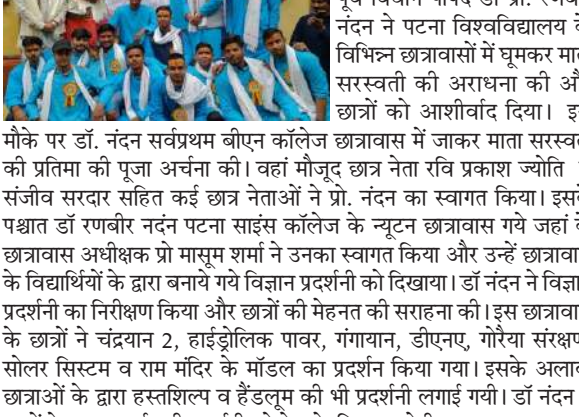 नंदन ने पटना विश्वविद्यालय
विभिन्न छात्रावासों में घूमकर
सरस्वती की अराधना की
छात्रों को आशीर्वाद दिया।
मौके पर डॉ. नंदन सर्वप्रथम बीएन कॉलेज छात्रावास में जाकर माता
की प्रतिमा की पूजा अर्चना की। वहां मौजूद छात्र नेता रवि प्रकाश ज्योति
संजीव सरदार सहित कई छात्र नेताओं ने प्रो. नंदन का स्वागत किया।
पश्चात डॉ रणबीर नदंन पटना साइंस कॉलेज के न्यूटन छात्रावास गये जहां
छात्रावास अधीक्षक प्रो मासूम शर्मा ने उनका स्वागत किया और उन्हें
के विद्यार्थियों के द्वारा बनाये गये विज्ञान प्रदर्शनी को दिखाया। डॉ नंदन ने
प्रदर्शनी का निरीक्षण किया और छात्रों की मेहनत की सराहना की। इस
के छात्रों ने चंद्रयान 2, हाईड्रोलिक पावर, गंगायान, डीएनए, गोरैया संरक्षण
सोलर सिस्टम व राम मंदिर के मॉडल का प्रदर्शन किया गया। इसके
छात्राओं के द्वारा हस्तशिल्प व हैंडलूम की भी प्रदर्शनी लगाई गयी। डॉ नंदन